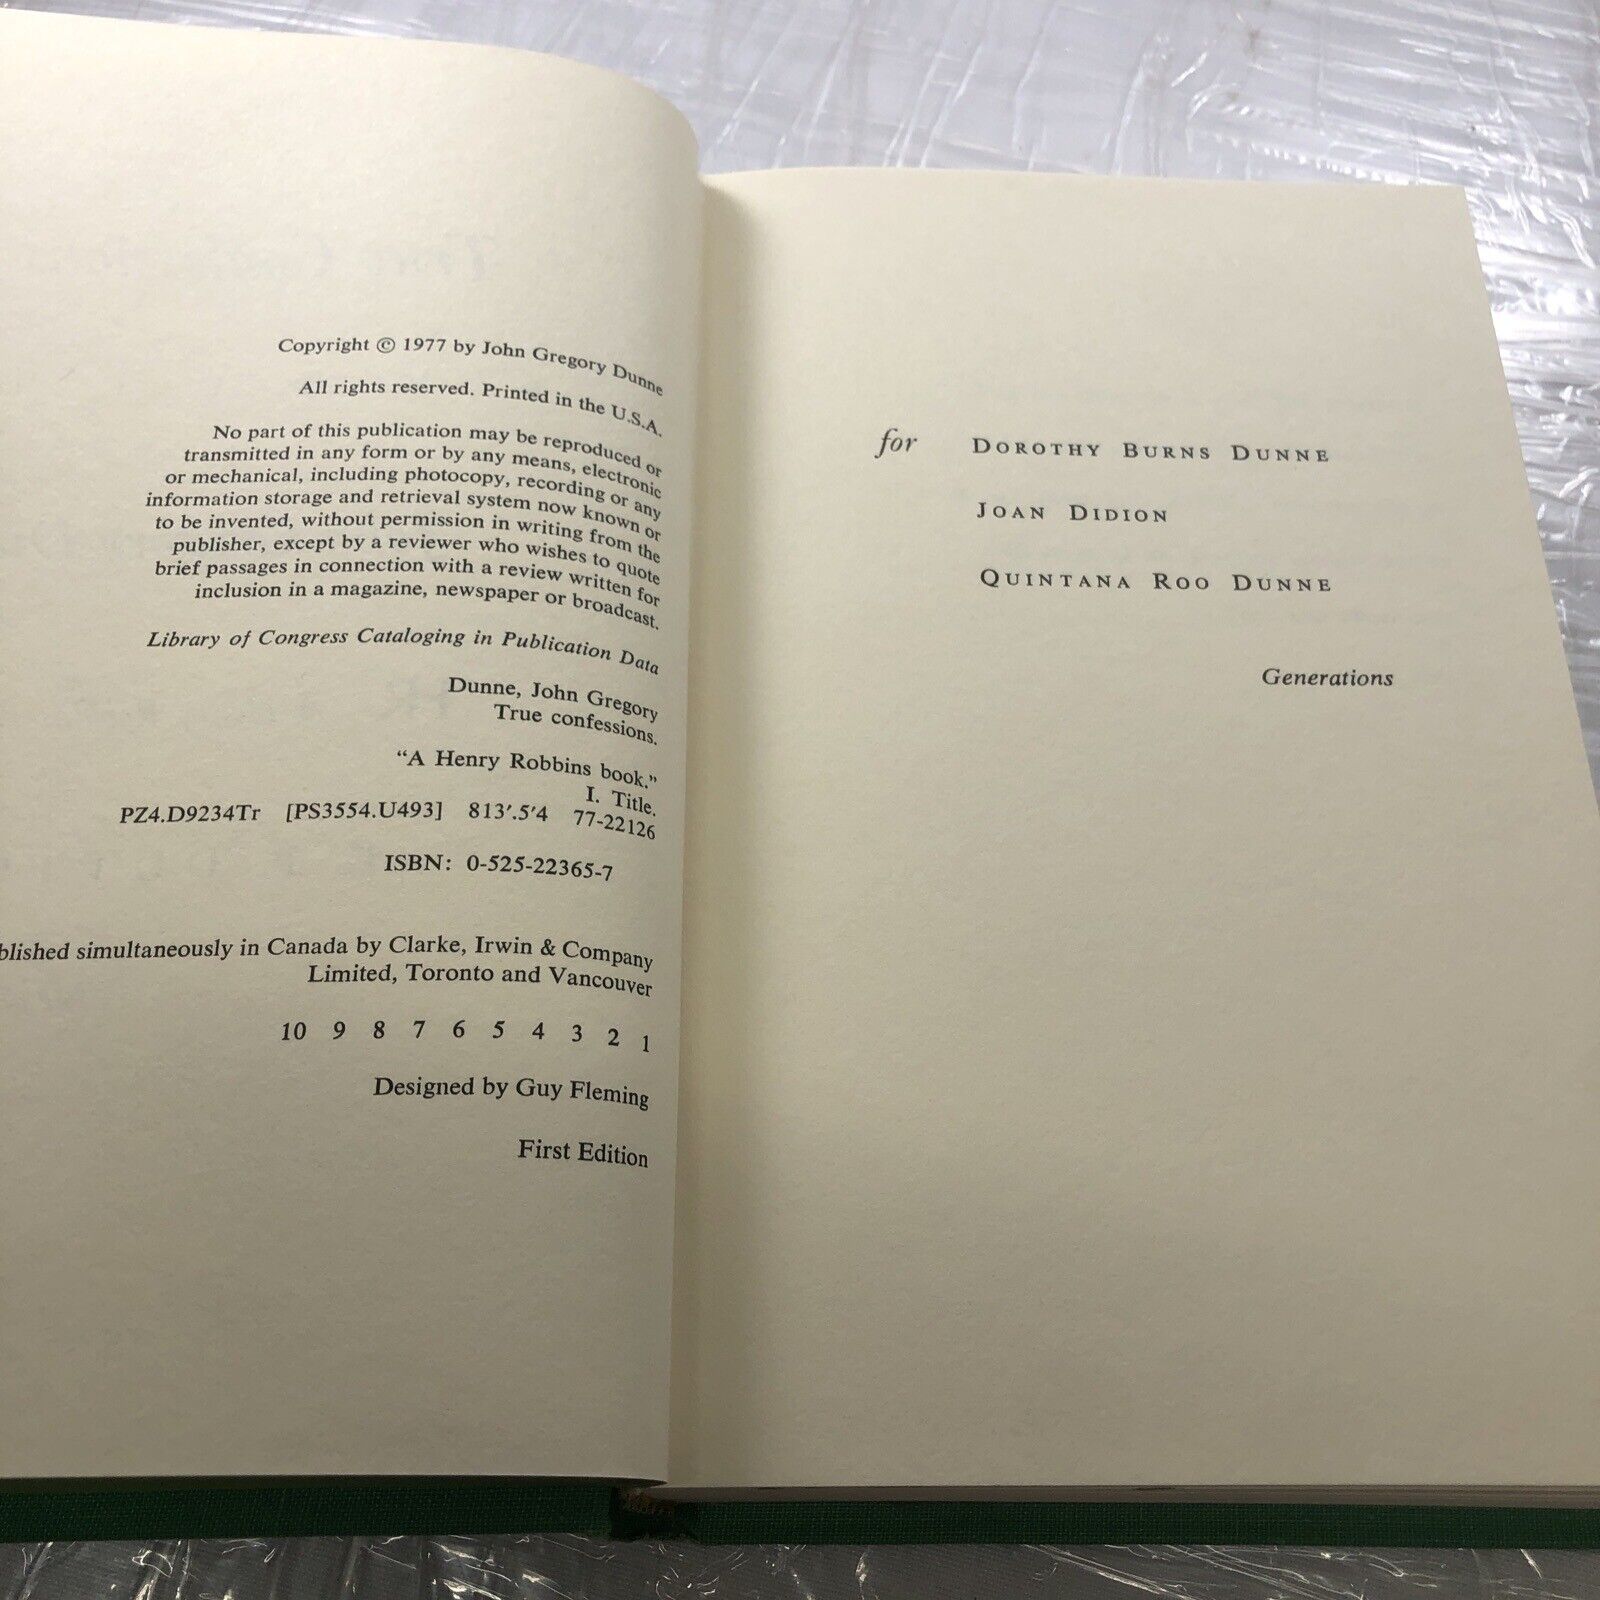 Copyright © 1977 by John Gregory Dunne
All rights reserved. Printed in the U.S.A.
No part of this publication may be reproduced or
transmitted in any form or by any means, electronic
or mechanical, including photocopy, recording or any
information storage and retrieval system now known or
to be invented, without permission in writing from the
publisher, except by a reviewer who wishes to quote
brief passages in connection with a review written for
inclusion in a magazine, newspaper or broadcast.
Library of Congress Cataloging in Publication Data
Dunne, John Gregory
True confessions.
“A Henry Robbins book.”
I. Title.
PZ4.D9234Tr [PS3554.U493] 813′.5′4 77-22126
ISBN: 0-525-22365-7
blished simultaneously in Canada by Clarke, Irwin & Company
Limited, Toronto and Vancouver
10 9 8 7 6 5 4 3 2 1
Designed by Guy Fleming
First Edition
for DOROTHY BURNS DUNNE
JOAN DIDION
QUINTANA ROO DUNNE
Generations